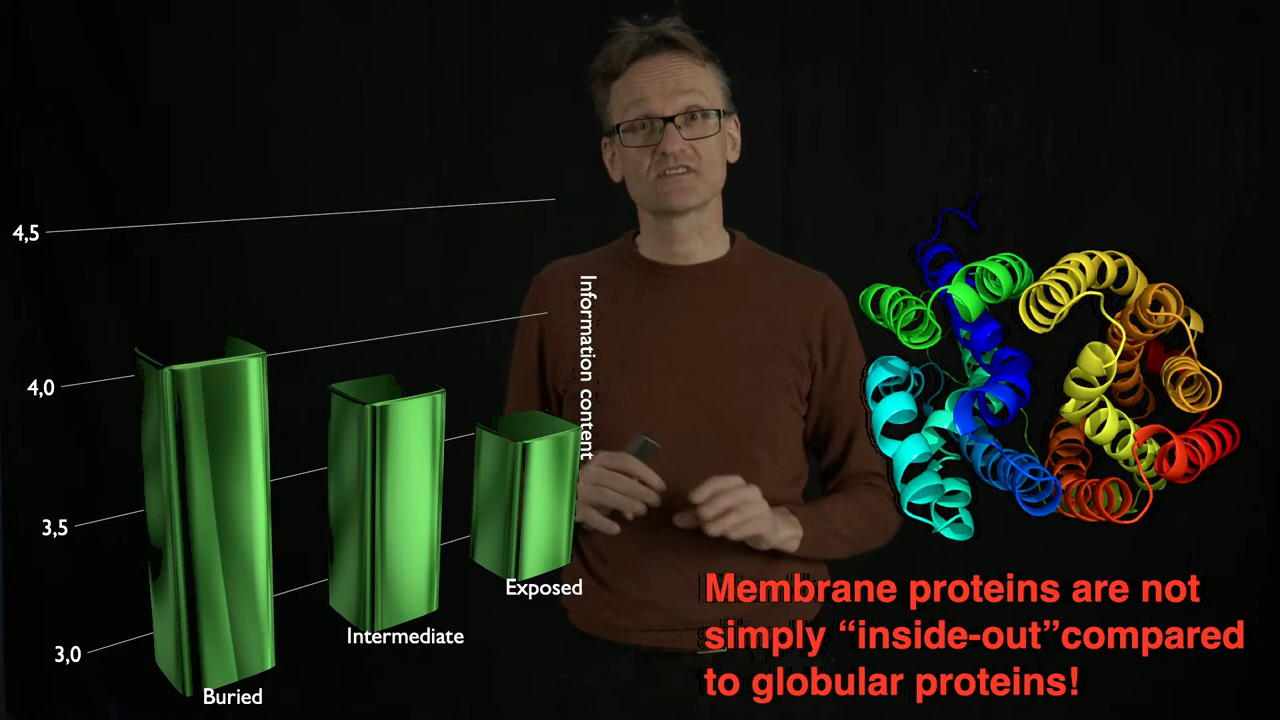 4,5
4,0
3,5
3,0
Information content
Buried
Intermediate
Exposed
Membrane proteins are not
simply “inside-out”compared
to globular proteins!